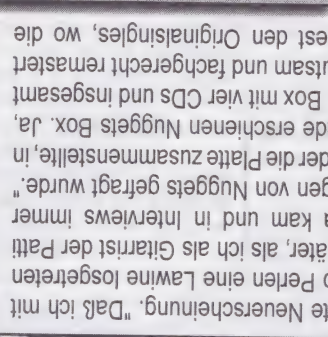 te Neuerscheinung. "Daß ich mit
o Perlen eine Lawine losgetreten
äter, als ich als Gitarrist der Patti
a kam und in Interviews immer
gen von Nuggets gefragt wurde."
der die Platte zusammenstellte, in
de erschienenen Nuggets Box. Ja,
Box mit vier CDs und insgesamt
utsam und fachgerecht remastert
est den Originalsingles, wo die